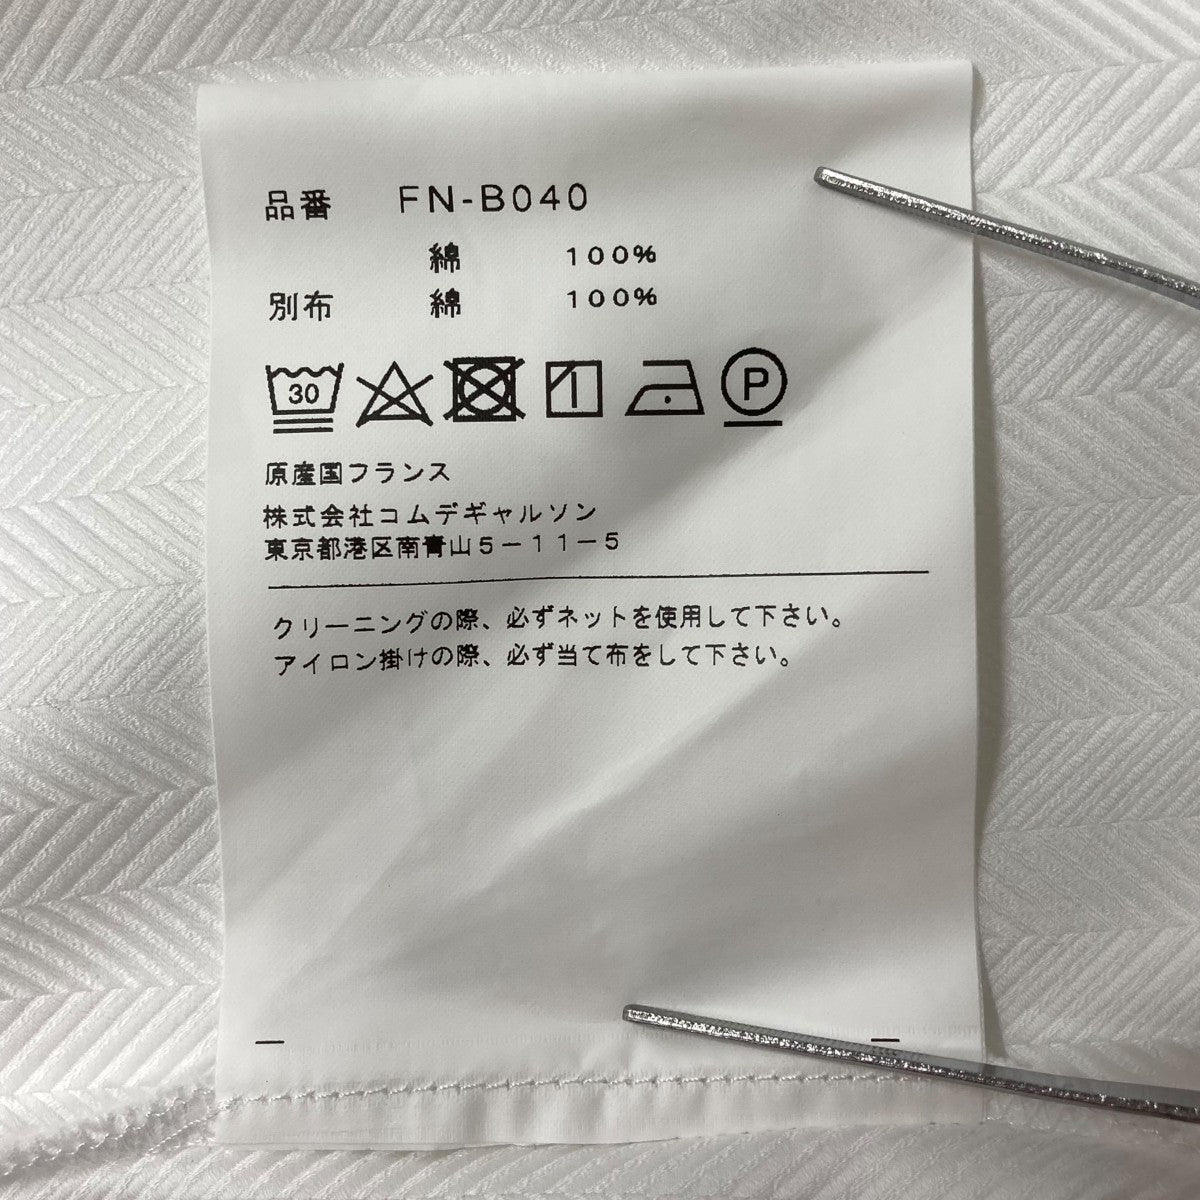 品番 FN-B040
綿 100%
別布 綿 100%
30 P
原産国フランス
株式会社コムデギャルソン
東京都港区南青山5-11-5
クリーニングの際、必ずネットを使用して下さい。
アイロン掛けの際、必ず当て布をして下さい。